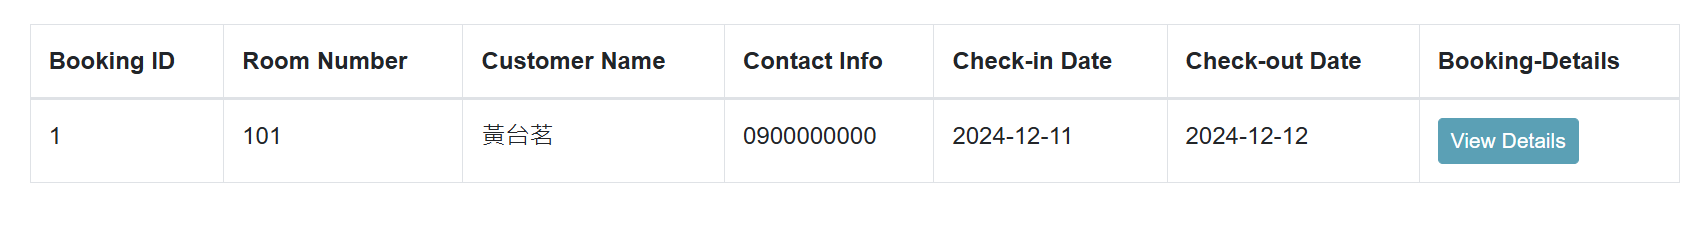 Booking ID Room Number Customer Name Contact Info Check-in Date Check-out Date Booking-Details
1 101 黃台茗 0900000000 2024-12-11 2024-12-12 View Details